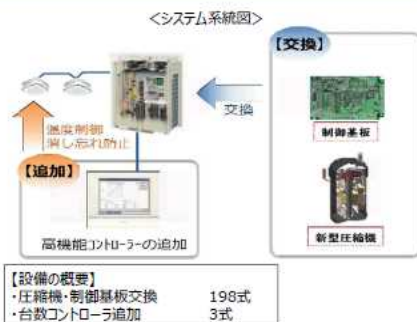 ＜システム系統図＞
【交換】
交換
制御基板
温度制御
消し忘れ防止
【追加】
高機能コントローラーの追加
新型圧縮機
【設備の概要】
・圧縮機・制御基板交換 198式
・台数コントローラ追加 3式